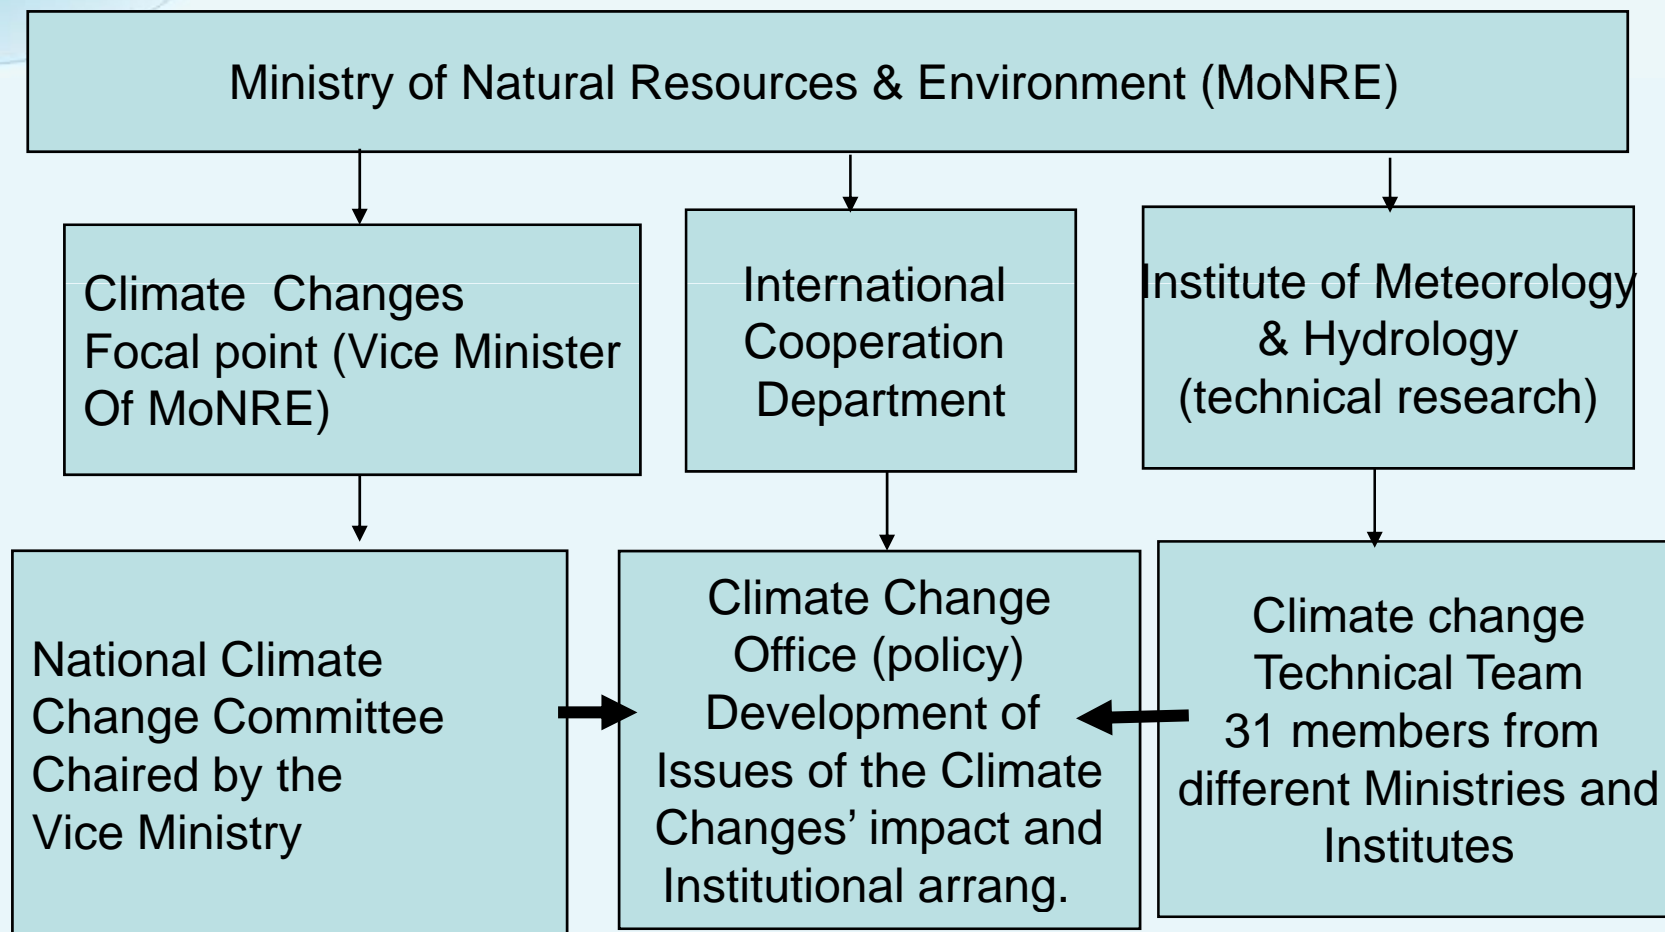 Ministry of Natural Resources & Environment (MoNRE)
Climate Changes
Focal point (Vice Minister
Of MoNRE)
International
Cooperation
Department
Institute of Meteorology
& Hydrology
(technical research)
National Climate
Change Committee
Chaired by the
Vice Ministry
Climate Change
Office (policy)
Development of
Issues of the Climate
Changes’ impact and
Institutional arrang.
Climate change
Technical Team
31 members from
different Ministries and
Institutes